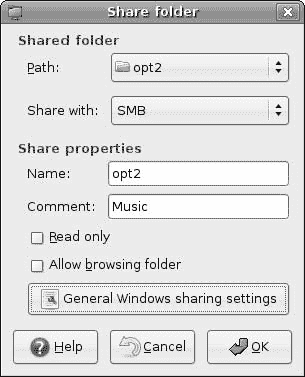 Share folder
Shared folder
Path: opt2
Share with: SMB
Share properties
Name: opt2
Comment: Music
Read only
Allow browsing folder
General Windows sharing settings
Help Cancel OK